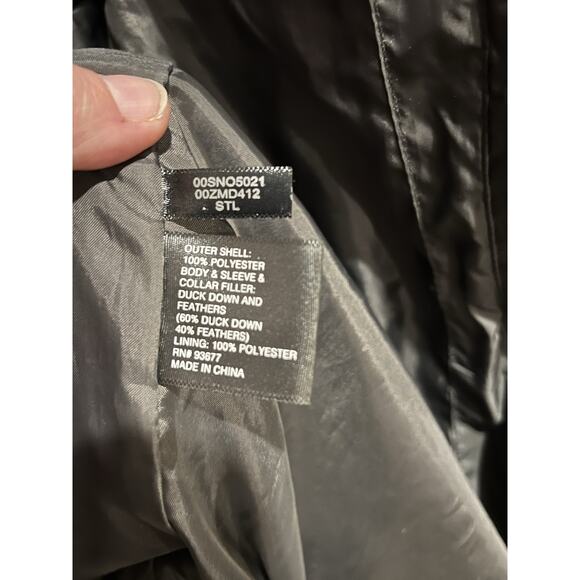 00SNO5021
00ZMD412
STL
OUTER SHELL:
100% POLYESTER
BODY & SLEEVE &
COLLAR FILLER:
DUCK DOWN AND
FEATHERS
(60% DUCK DOWN
40% FEATHERS)
LINING: 100% POLYESTER
RN# 93677
MADE IN CHINA